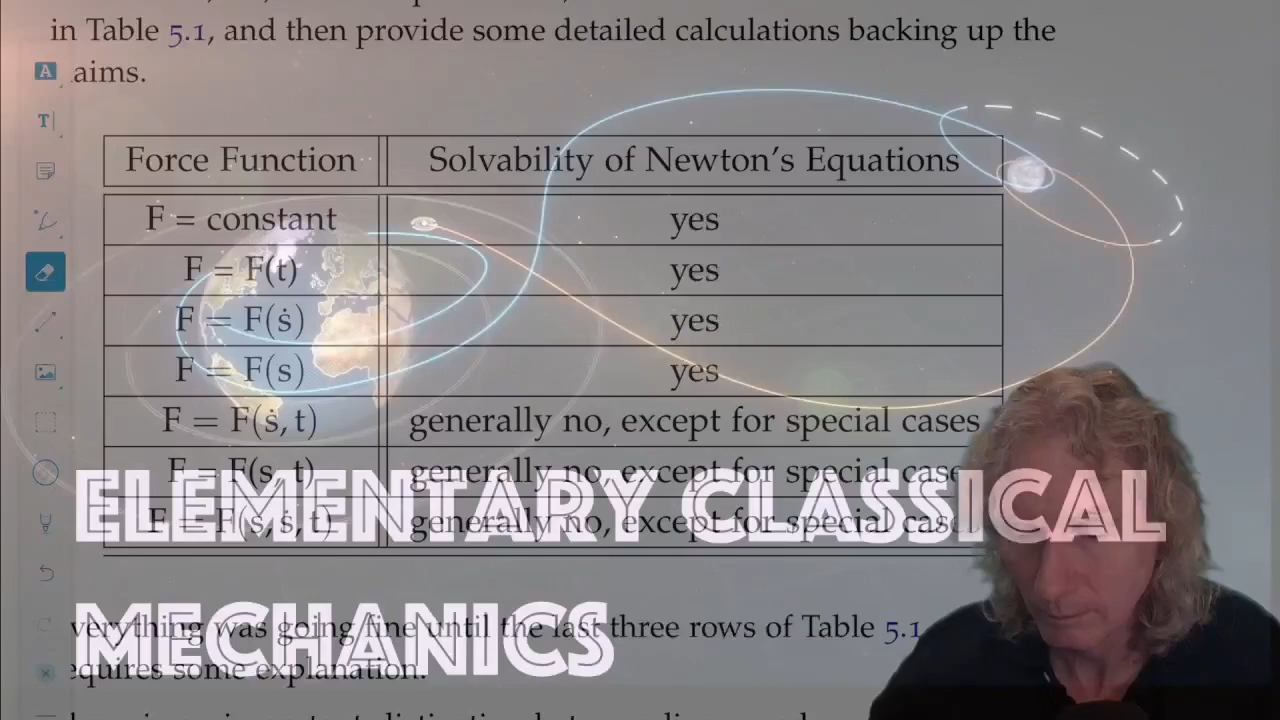 in Table 5.1, and then provide some detailed calculations backing up the
aims.
A
T
Force Function Solvability of Newton's Equations
F = constant yes
F = F(t) yes
F = F(ṡ) yes
F = F(s) yes
F = F(ṡ, t) generally no, except for special cases
F = F(s, t) generally no, except for special case
F = F(s, ṡ, t) generally no, except for special case
ELEMENTARY CLASSICAL
MECHANICS
verything was going fine until the last three rows of Table 5.1
equires some explanation.